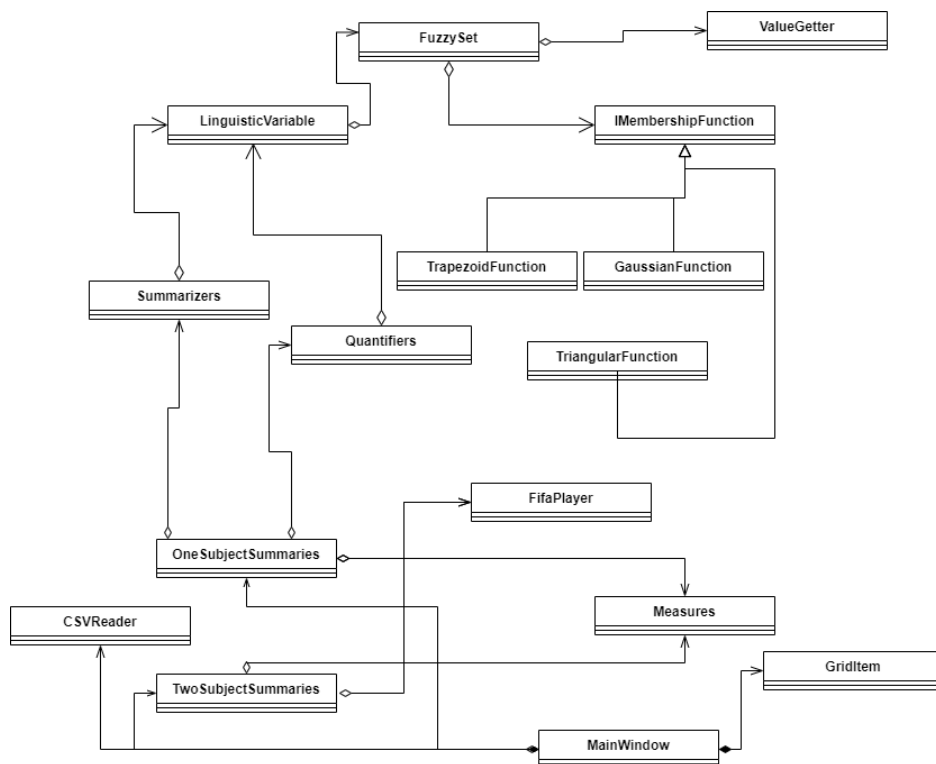 FuzzySet
ValueGetter
LinguisticVariable
IMembershipFunction
TrapezoidFunction
GaussianFunction
Summarizers
Quantifiers
TriangularFunction
FifaPlayer
OneSubjectSummaries
CSVReader
Measures
TwoSubjectSummaries
GridItem
MainWindow